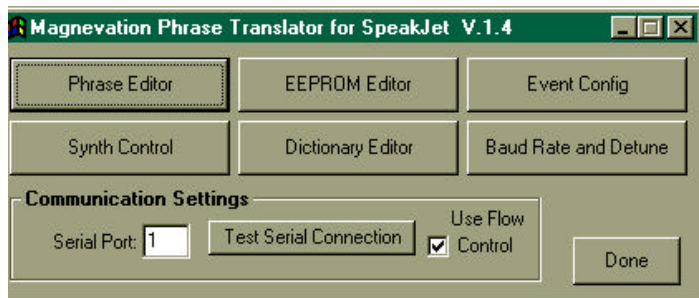 Magnevation Phrase Translator for SpeakJet V.1.4
Phrase Editor EEPROM Editor Event Config
Synth Control Dictionary Editor Baud Rate and Detune
Communication Settings
Serial Port: 1 Test Serial Connection Use Flow Control
Done